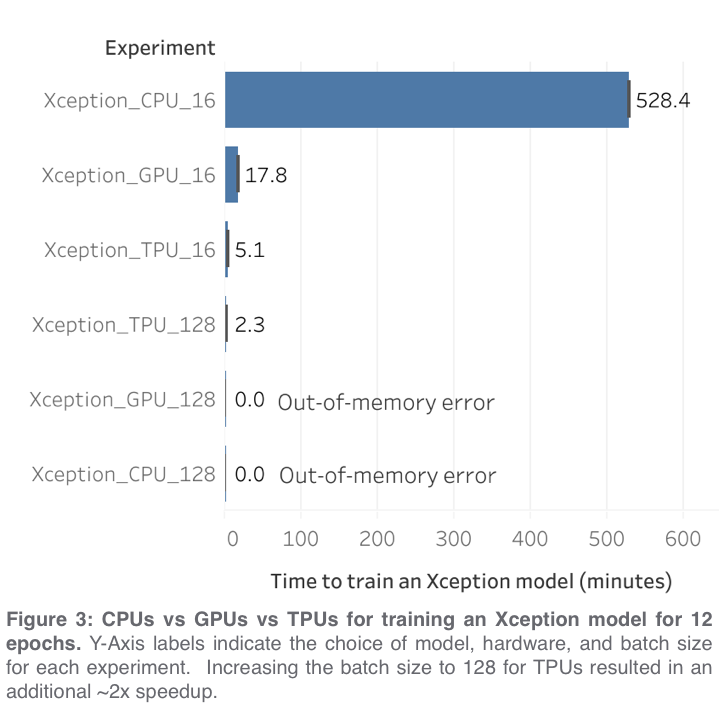 Experiment
Xception_CPU_16 528.4
Xception_GPU_16 17.8
Xception_TPU_16 5.1
Xception_TPU_128 2.3
Xception_GPU_128 0.0 Out-of-memory error
Xception_CPU_128 0.0 Out-of-memory error
0 100 200 300 400 500 600
Time to train an Xception model (minutes)
Figure 3: CPUs vs GPUs vs TPUs for training an Xception model for 12
epochs. Y-Axis labels indicate the choice of model, hardware, and batch size
for each experiment. Increasing the batch size to 128 for TPUs resulted in an
additional ~2x speedup.